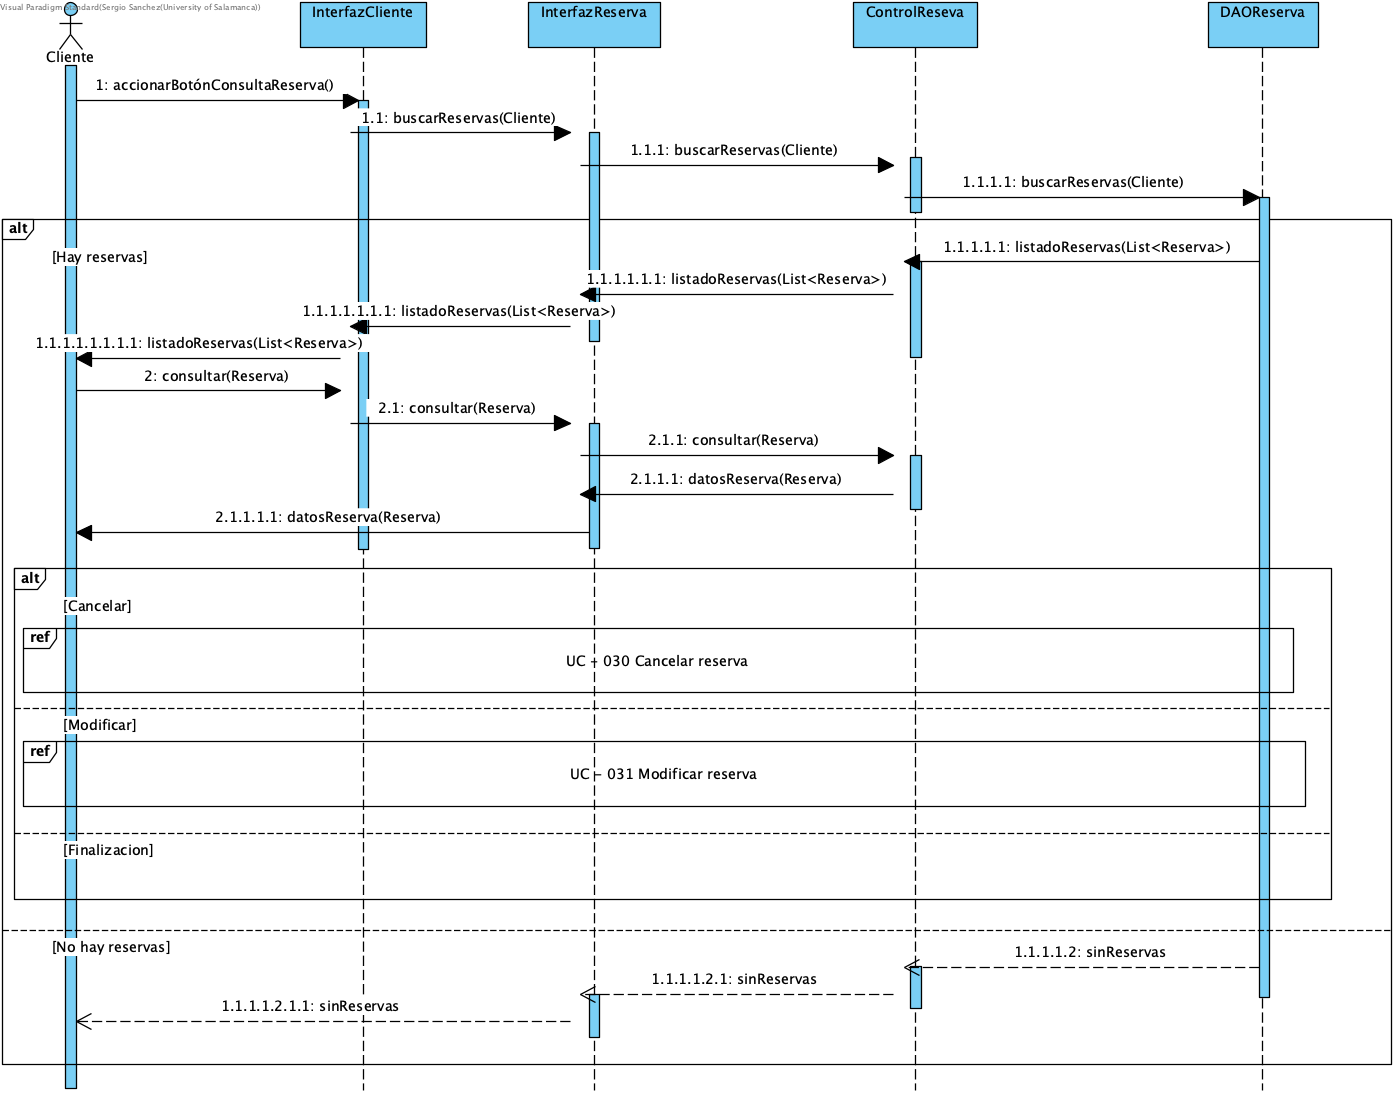 Visual Paradigm Standard(Sergio Sanchez(University of Salamanca))
InterfazCliente
InterfazReserva
ControlReseva
DAOReserva
Cliente
1: accionarBotónConsultaReserva()
1.1: buscarReservas(Cliente)
1.1.1: buscarReservas(Cliente)
1.1.1.1: buscarReservas(Cliente)
alt
[Hay reservas]
1.1.1.1.1: listadoReservas(List<Reserva>)
1.1.1.1.1.1: listadoReservas(List<Reserva>)
1.1.1.1.1.1.1: listadoReservas(List<Reserva>)
1.1.1.1.1.1.1.1: listadoReservas(List<Reserva>)
2: consultar(Reserva)
2.1: consultar(Reserva)
2.1.1: consultar(Reserva)
2.1.1.1: datosReserva(Reserva)
2.1.1.1.1: datosReserva(Reserva)
alt
[Cancelar]
ref
UC - 030 Cancelar reserva
[Modificar]
ref
UC - 031 Modificar reserva
[Finalizacion]
[No hay reservas]
1.1.1.1.2: sinReservas
1.1.1.1.2.1: sinReservas
1.1.1.1.2.1.1: sinReservas